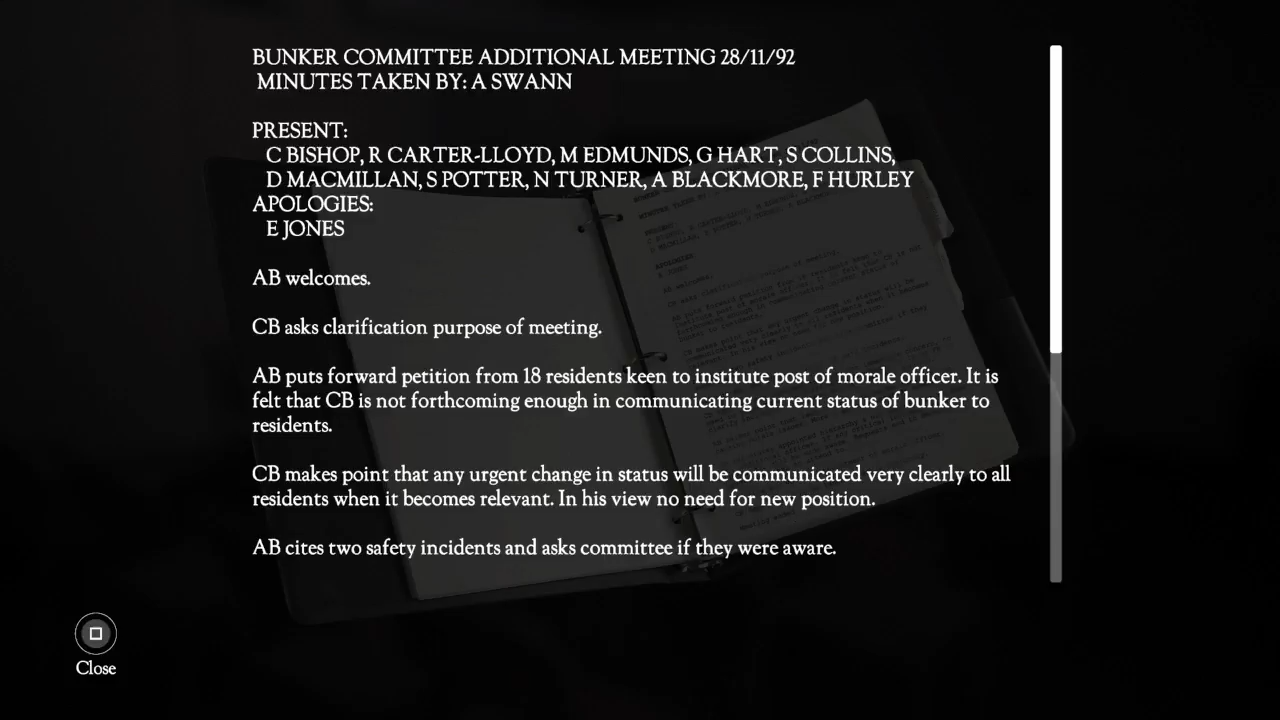 BUNKER COMMITTEE ADDITIONAL MEETING 28/11/92
MINUTES TAKEN BY: A SWANN
PRESENT:
C BISHOP, R CARTER-LLOYD, M EDMUNDS, G HART, S COLLINS,
D MACMILLAN, S POTTER, N TURNER, A BLACKMORE, F HURLEY
APOLOGIES:
E JONES
AB welcomes.
CB asks clarification purpose of meeting.
AB puts forward petition from 18 residents keen to institute post of morale officer. It is
felt that CB is not forthcoming enough in communicating current status of bunker to
residents.
CB makes point that any urgent change in status will be communicated very clearly to all
residents when it becomes relevant. In his view no need for new position.
AB cites two safety incidents and asks committee if they were aware.
Close